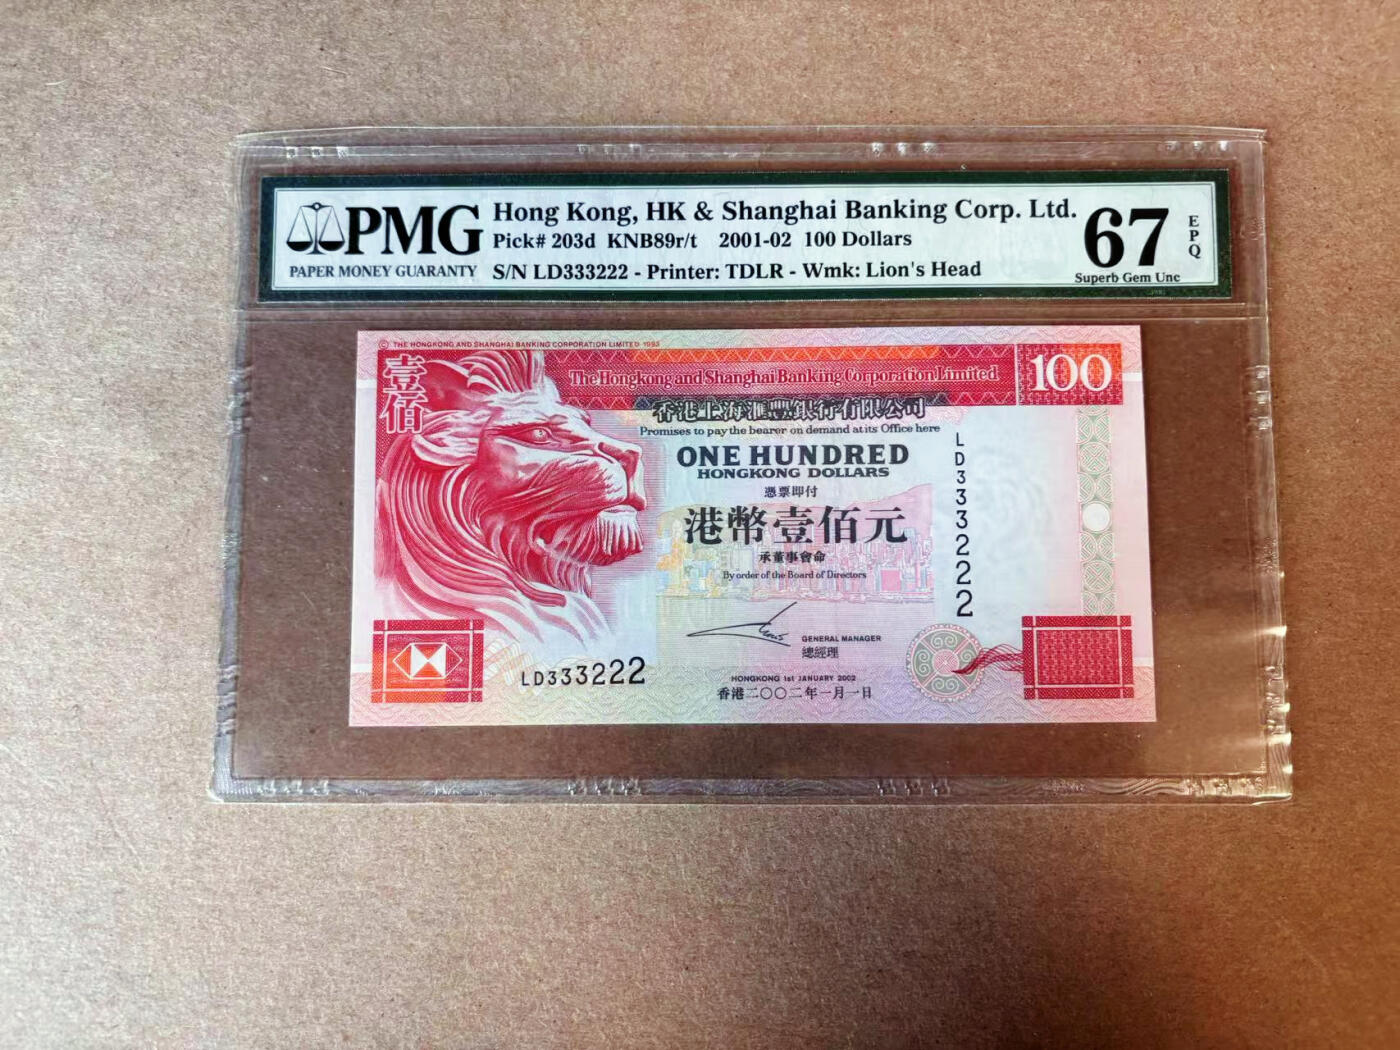 PMG
PAPER MONEY GUARANTY
Hong Kong, HK & Shanghai Banking Corp. Ltd.
Pick# 203d KNB89r/t 2001-02 100 Dollars
S/N LD333222 - Printer: TDLR - Wmk: Lion's Head
67
EPQ
Superb Gem Unc
© THE HONGKONG AND SHANGHAI BANKING CORPORATION LIMITED 1993
壹佰
The Hongkong and Shanghai Banking Corporation Limited
100
香港上海滙豐銀行有限公司
Promises to pay the bearer on demand at its Office here
ONE HUNDRED
HONGKONG DOLLARS
憑票即付
港幣壹佰元
承董事會命
By order of the Board of Directors
LD333222
GENERAL MANAGER
總經理
LD333222
HONGKONG 1st JANUARY 2002
香港二〇〇二年一月一日